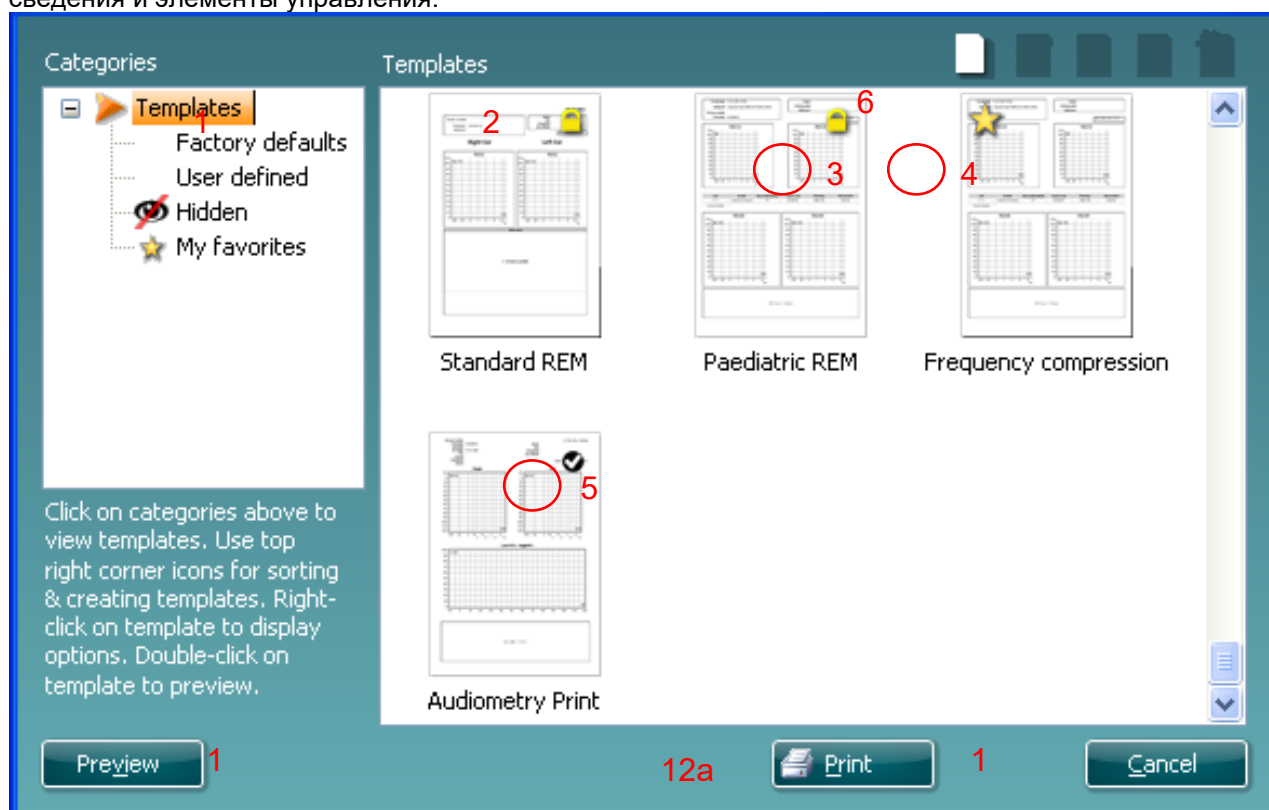 сведения и элементы управления.
Categories
Templates
Templates
1
Factory defaults
User defined
Hidden
My favorites
2
6
3
4
Standard REM
Paediatric REM
Frequency compression
5
Audiometry Print
Click on categories above to
view templates. Use top
right corner icons for sorting
& creating templates. Right-
click on template to display
options. Double-click on
template to preview.
Preview
1
12a
Print
1
Cancel